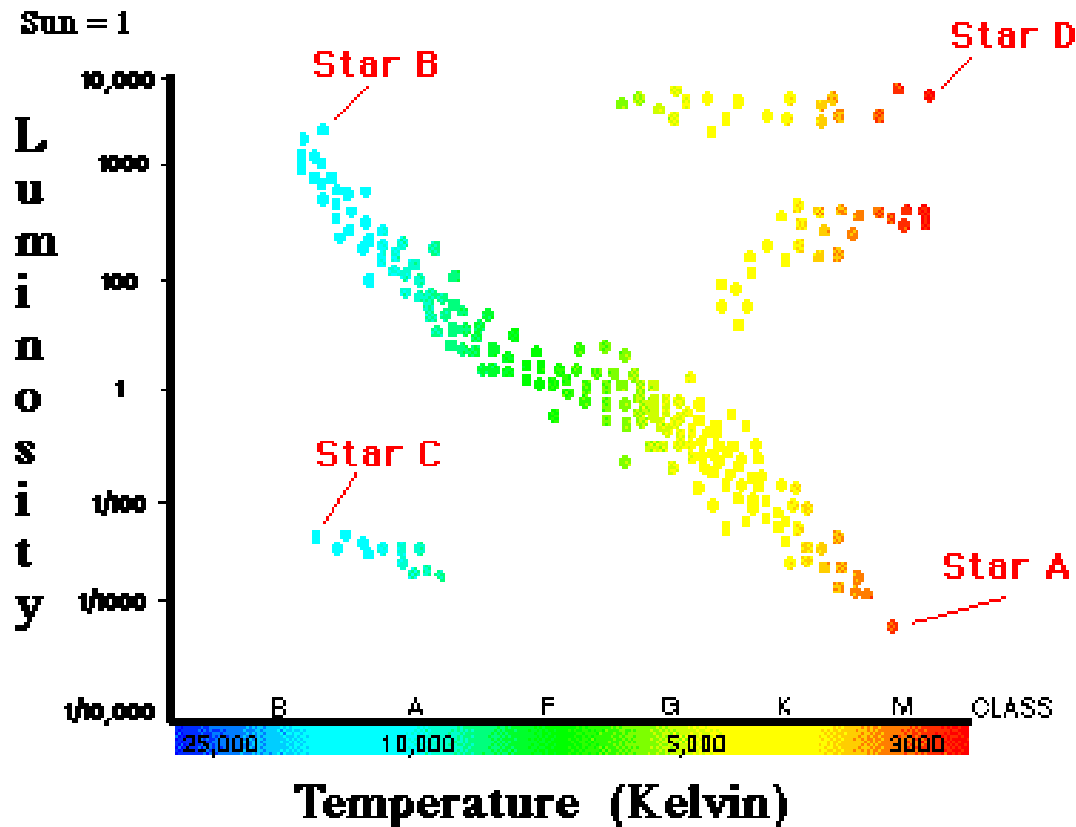 Sun = 1
Star D
Star B
10,000
1000
100
1
Star C
1/100
Star A
1/1000
1/10,000
Luminosity
B A F G K M CLASS
25,000 10,000 5,000 3000
Temperature (Kelvin)